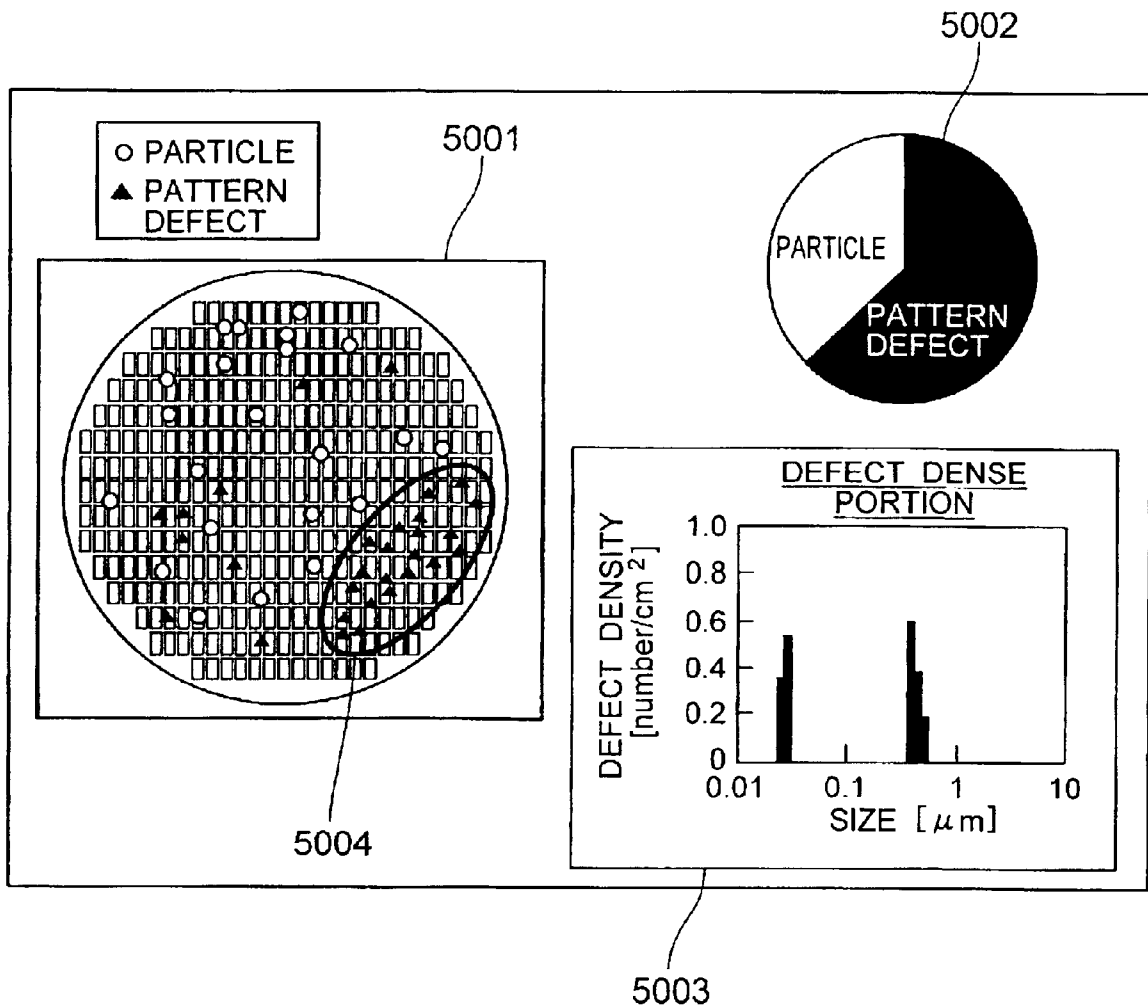 5002
5001
○ PARTICLE
▲ PATTERN
DEFECT
PARTICLE
PATTERN
DEFECT
DEFECT DENSE
PORTION
DEFECT DENSITY
[number/cm²]
1.0
0.8
0.6
0.4
0.2
0
0.01 0.1 1 10
SIZE [μm]
5004
5003